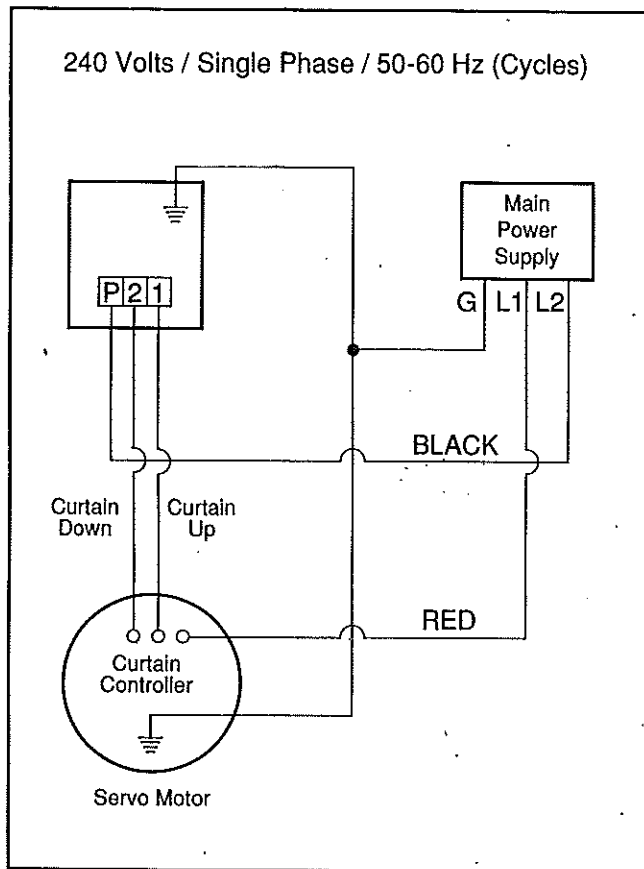 240 Volts / Single Phase / 50-60 Hz (Cycles)
Main
Power
Supply
P 2 1
G L1 L2
BLACK
Curtain
Down
Curtain
Up
RED
Curtain
Controller
Servo Motor